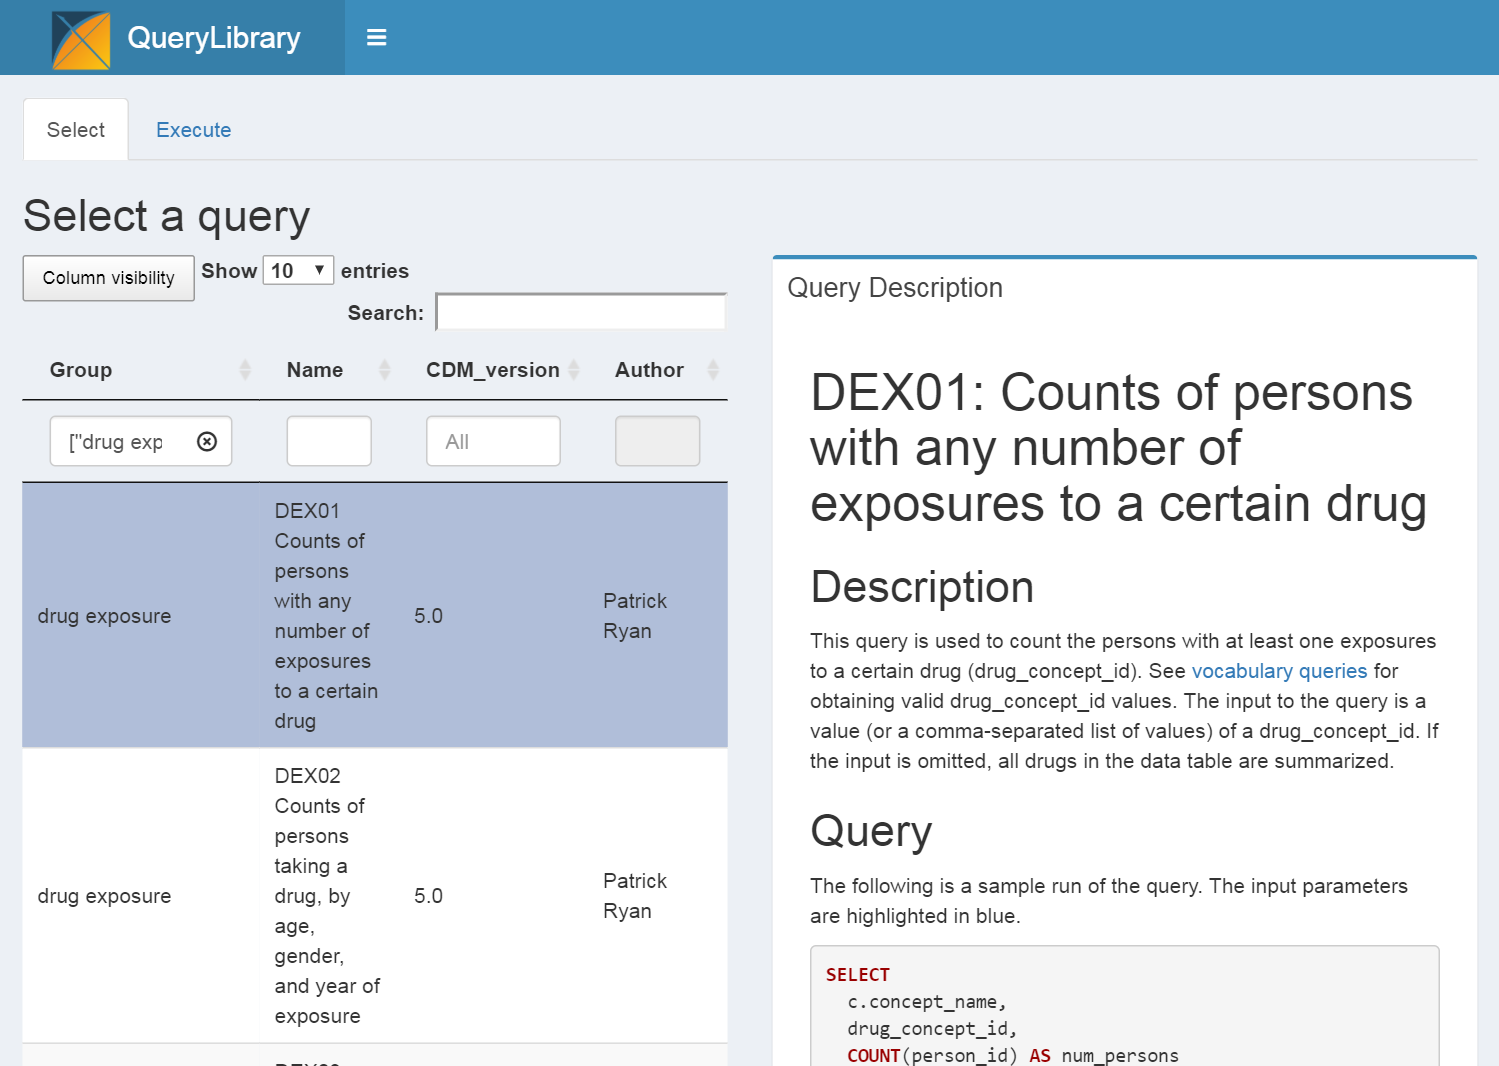 QueryLibrary
Select
Execute
Select a query
Column visibility
Show 10 entries
Search:
Group
Name
CDM_version
Author
["drug exp
All
drug exposure
DEX01
Counts of
persons
with any
number of
exposures
to a certain
drug
5.0
Patrick
Ryan
drug exposure
DEX02
Counts of
persons
taking a
drug, by
age,
gender,
and year of
exposure
5.0
Patrick
Ryan
Query Description
DEX01: Counts of persons
with any number of
exposures to a certain drug
Description
This query is used to count the persons with at least one exposures
to a certain drug (drug_concept_id). See vocabulary queries for
obtaining valid drug_concept_id values. The input to the query is a
value (or a comma-separated list of values) of a drug_concept_id. If
the input is omitted, all drugs in the data table are summarized.
Query
The following is a sample run of the query. The input parameters
are highlighted in blue.
SELECT
c.concept_name,
drug_concept_id,
COUNT(person_id) AS num_persons